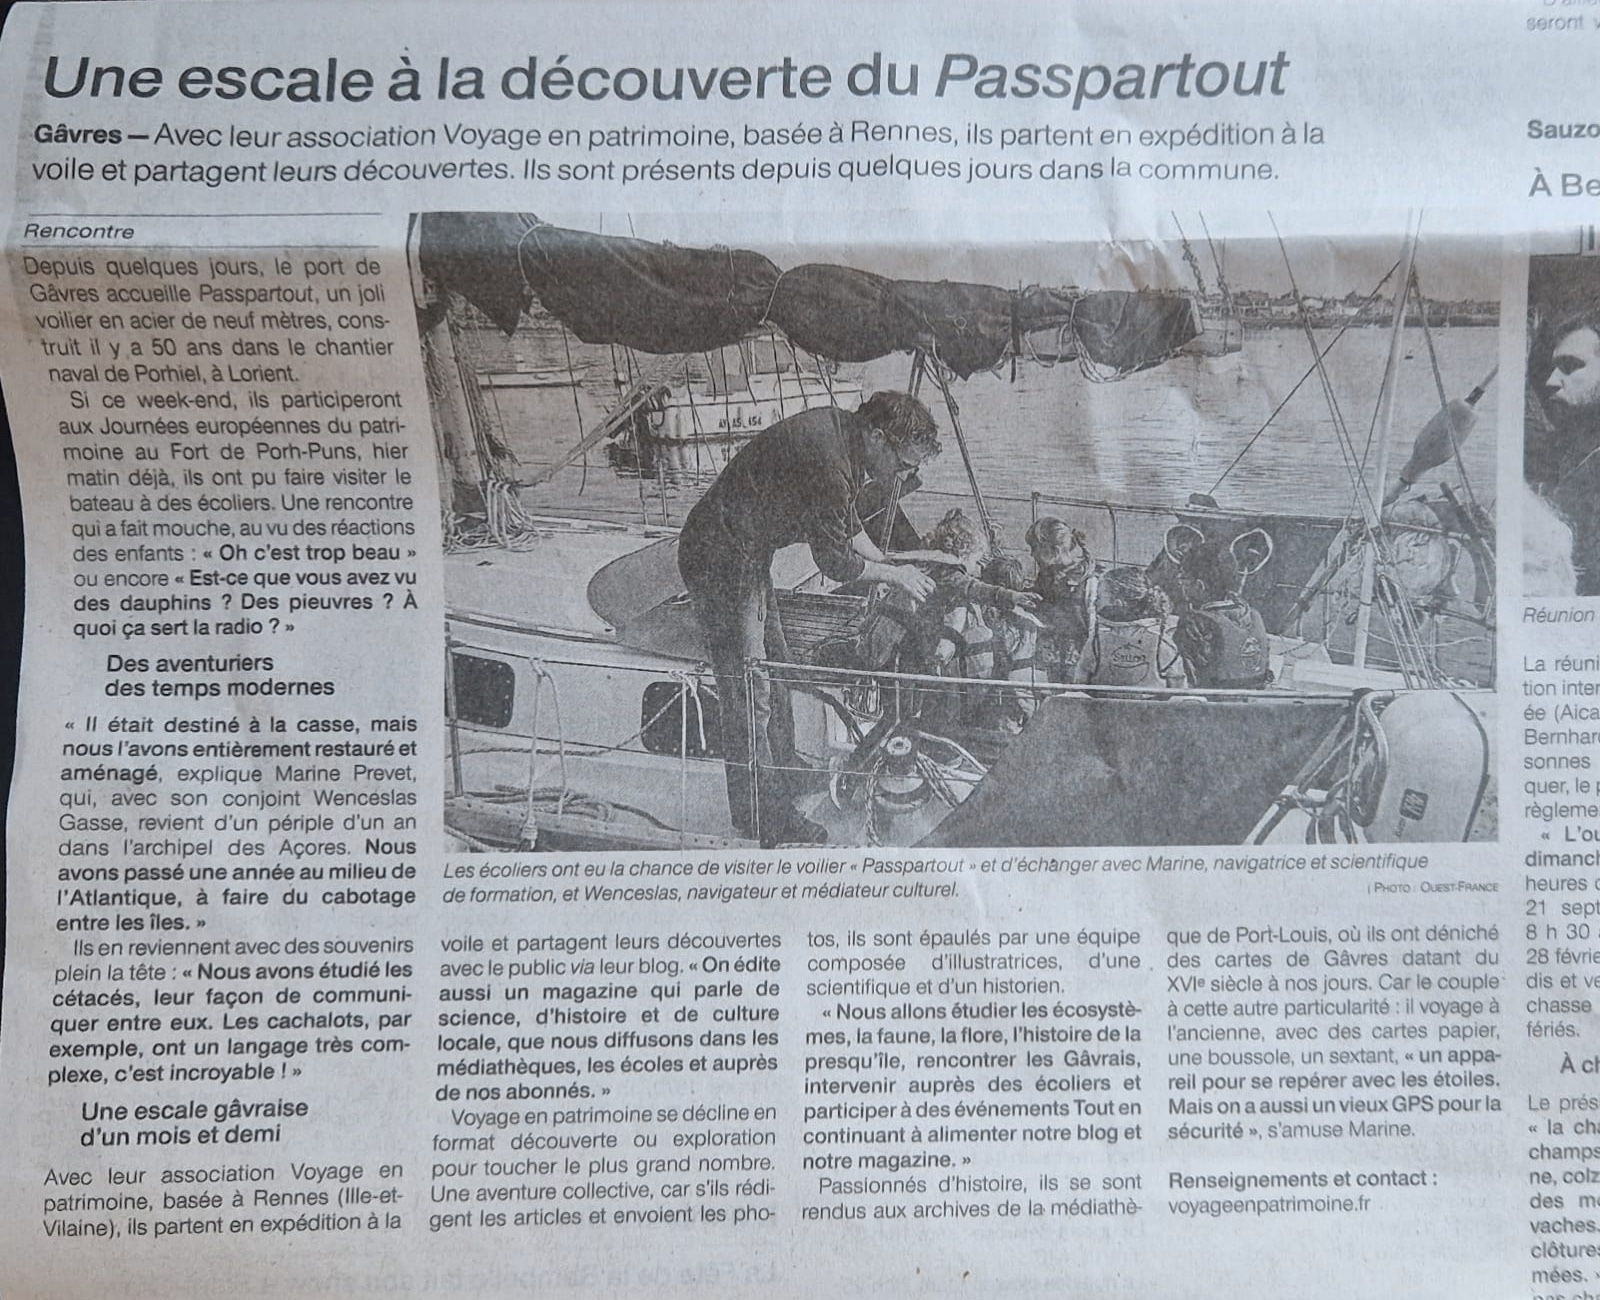 Une escale à la découverte du Passpartout
Gâvres — Avec leur association Voyage en patrimoine, basée à Rennes, ils partent en expédition à la
voile et partagent leurs découvertes. Ils sont présents depuis quelques jours dans la commune.
Rencontre
Depuis quelques jours, le port de
Gâvres accueille Passpartout, un joli
voilier en acier de neuf mètres, cons-
truit il y a 50 ans dans le chantier
naval de Porhiel, à Lorient.
Si ce week-end, ils participeront
aux Journées européennes du patri-
moine au Fort de Porh-Puns, hier
matin déjà, ils ont pu faire visiter le
bateau à des écoliers. Une rencontre
qui a fait mouche, au vu des réactions
des enfants : « Oh c'est trop beau »
ou encore « Est-ce que vous avez vu
des dauphins ? Des pieuvres ? À
quoi ça sert la radio ? »
Des aventuriers
des temps modernes
« Il était destiné à la casse, mais
nous l'avons entièrement restauré et
aménagé, explique Marine Prevet,
qui, avec son conjoint Wenceslas
Gasse, revient d'un périple d'un an
dans l'archipel des Açores. Nous
avons passé une année au milieu de
l'Atlantique, à faire du cabotage
entre les îles. »
Ils en reviennent avec des souvenirs
plein la tête : « Nous avons étudié les
cétacés, leur façon de communi-
quer entre eux. Les cachalots, par
exemple, ont un langage très com-
plexe, c'est incroyable ! »
Une escale gâvraise
d'un mois et demi
Avec leur association Voyage en
patrimoine, basée à Rennes (Ille-et-
Vilaine), ils partent en expédition à la
Les écoliers ont eu la chance de visiter le voilier « Passpartout » et d'échanger avec Marine, navigatrice et scientifique
de formation, et Wenceslas, navigateur et médiateur culturel.
| PHOTO : OUEST-FRANCE
voile et partagent leurs découvertes
avec le public via leur blog. « On édite
aussi un magazine qui parle de
science, d'histoire et de culture
locale, que nous diffusons dans les
médiathèques, les écoles et auprès
de nos abonnés. »
Voyage en patrimoine se décline en
format découverte ou exploration
pour toucher le plus grand nombre.
Une aventure collective, car s'ils rédi-
gent les articles et envoient les pho-
tos, ils sont épaulés par une équipe
composée d'illustratrices, d'une
scientifique et d'un historien.
« Nous allons étudier les écosystè-
mes, la faune, la flore, l'histoire de la
presqu'île, rencontrer les Gâvrais,
intervenir auprès des écoliers et
participer à des événements Tout en
continuant à alimenter notre blog et
notre magazine. »
Passionnés d'histoire, ils se sont
rendus aux archives de la médiathè-
que de Port-Louis, où ils ont déniché
des cartes de Gâvres datant du
XVIe siècle à nos jours. Car le couple
à cette autre particularité : il voyage à
l'ancienne, avec des cartes papier,
une boussole, un sextant, « un appa-
reil pour se repérer avec les étoiles.
Mais on a aussi un vieux GPS pour la
sécurité », s'amuse Marine.
Renseignements et contact :
voyageenpatrimoine.fr
seront
Sauzo
À Be
Réunion
La réuni
tion inter
ée (Aica
Bernhar
sonnes
quer, le
règleme
« L'ou
dimanch
heures
21 sept
8 h 30
28 févrie
dis et ve
chasse
fériés.
À ch
Le prés
« la cha
champs
ne, colz
des m
vaches.
clôture
mées. »